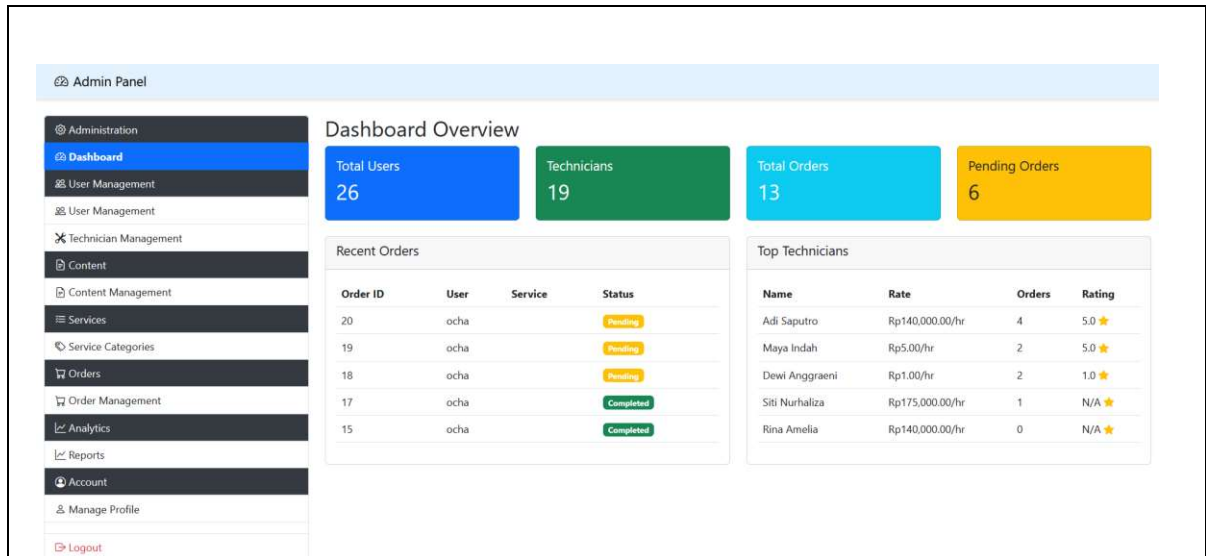 Admin Panel
Administration
Dashboard
User Management
User Management
Technician Management
Content
Content Management
Services
Service Categories
Orders
Order Management
Analytics
Reports
Account
Manage Profile
Logout
Dashboard Overview
Total Users
26
Technicians
19
Total Orders
13
Pending Orders
6
Recent Orders
Order ID User Service Status
20 ocha Pending
19 ocha Pending
18 ocha Pending
17 ocha Completed
15 ocha Completed
Top Technicians
Name Rate Orders Rating
Adi Saputro Rp140,000.00/hr 4 5.0
Maya Indah Rp5.00/hr 2 5.0
Dewi Anggraeni Rp1.00/hr 2 1.0
Siti Nurhaliza Rp175,000.00/hr 1 N/A
Rina Amelia Rp140,000.00/hr 0 N/A